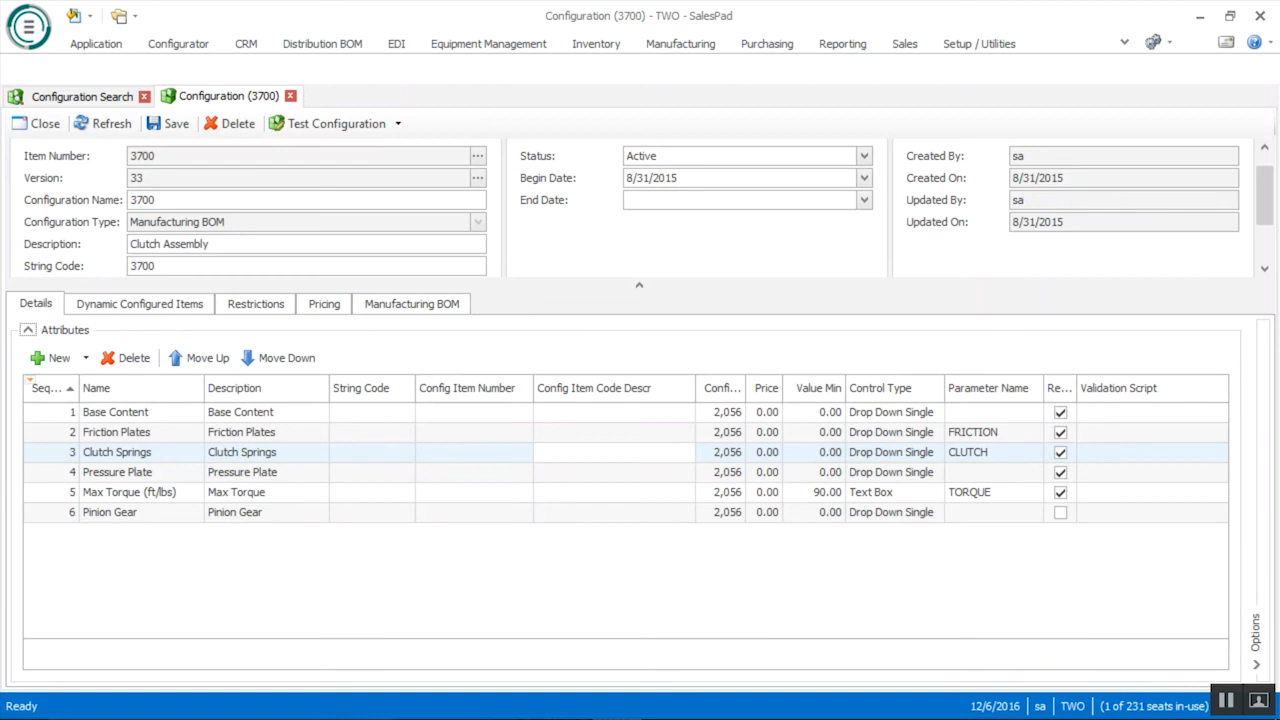 Configuration (3700) - TWO - SalesPad
Application Configurator CRM Distribution BOM EDI Equipment Management Inventory Manufacturing Purchasing Reporting Sales Setup / Utilities
Configuration Search Configuration (3700)
Close Refresh Save Delete Test Configuration
Item Number: 3700 Status: Active Created By: sa
Version: 33 Begin Date: 8/31/2015 Created On: 8/31/2015
Configuration Name: 3700 End Date: Updated By: sa
Configuration Type: Manufacturing BOM Updated On: 8/31/2015
Description: Clutch Assembly
String Code: 3700
Details Dynamic Configured Items Restrictions Pricing Manufacturing BOM
Attributes
New Delete Move Up Move Down
Seq... Name Description String Code Config Item Number Config Item Code Descr Confi... Price Value Min Control Type Parameter Name Re... Validation Script
1 Base Content Base Content 2,056 0.00 0.00 Drop Down Single
2 Friction Plates Friction Plates 2,056 0.00 0.00 Drop Down Single FRICTION
3 Clutch Springs Clutch Springs 2,056 0.00 0.00 Drop Down Single CLUTCH
4 Pressure Plate Pressure Plate 2,056 0.00 0.00 Drop Down Single
5 Max Torque (ft/lbs) Max Torque 2,056 0.00 90.00 Text Box TORQUE
6 Pinion Gear Pinion Gear 2,056 0.00 0.00 Drop Down Single
Options
Ready 12/6/2016 sa TWO (1 of 231 seats in-use)